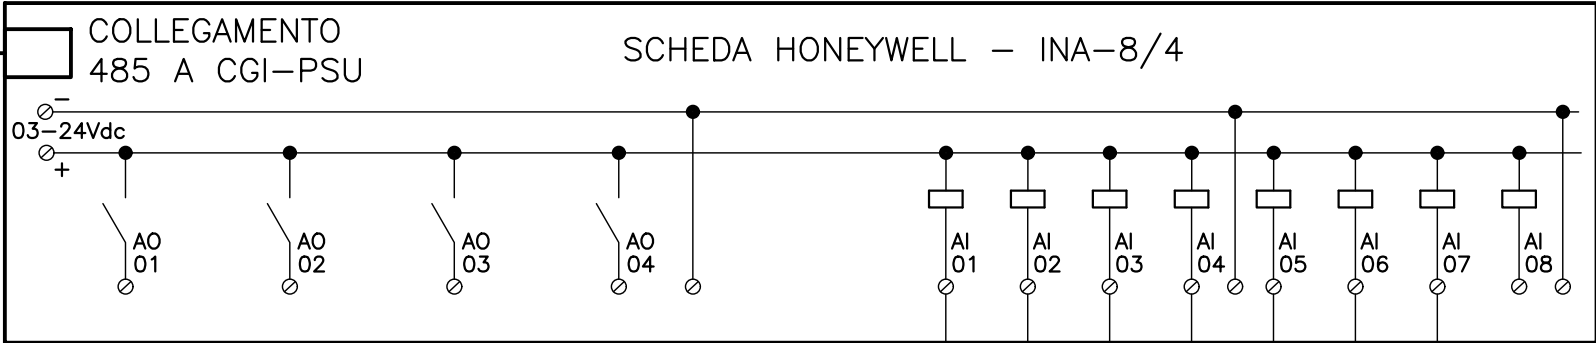 COLLEGAMENTO
485 A CGI-PSU
SCHEDA HONEYWELL - INA-8/4
-
03-24Vdc
+
AO
01
AO
02
AO
03
AO
04
AI
01
AI
02
AI
03
AI
04
AI
05
AI
06
AI
07
AI
08